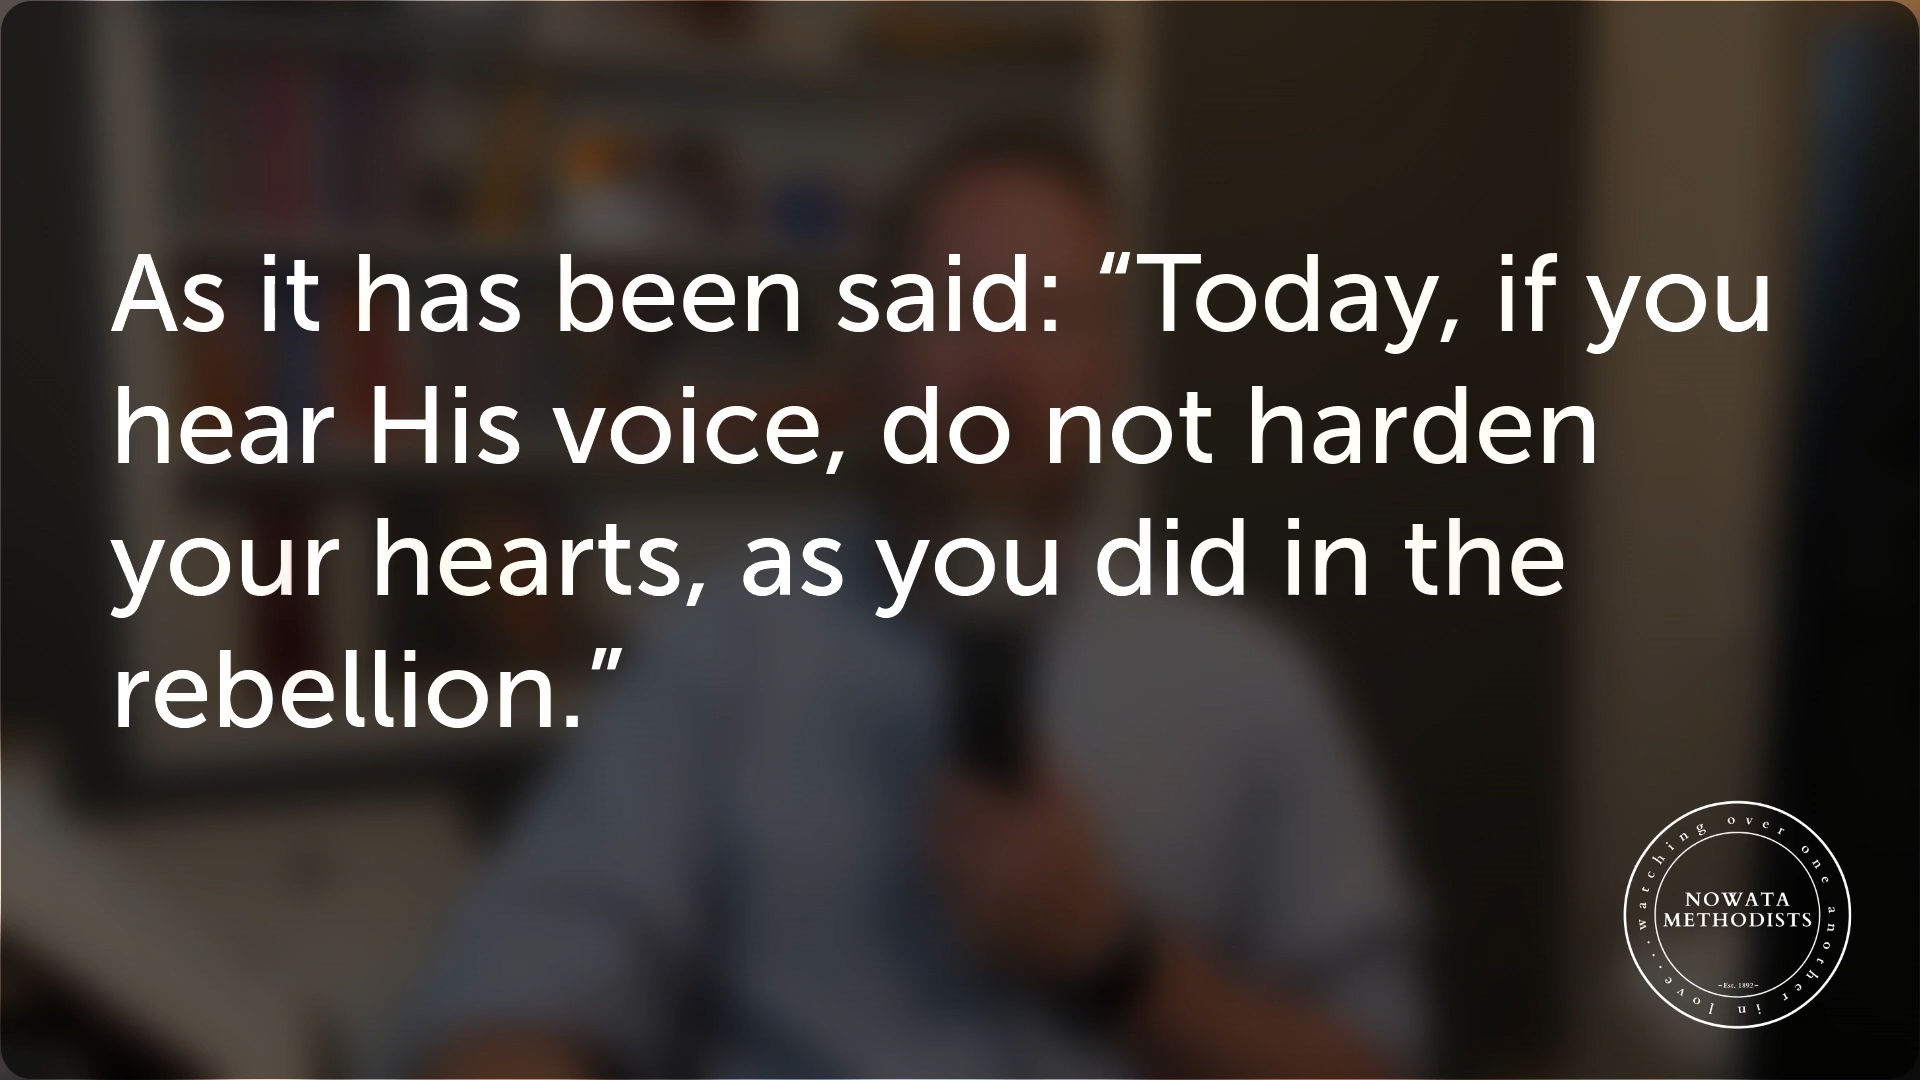 As it has been said: “Today, if you
hear His voice, do not harden
your hearts, as you did in the
rebellion.”
watching over one another in love...
NOWATA
METHODISTS
~Est. 1892~